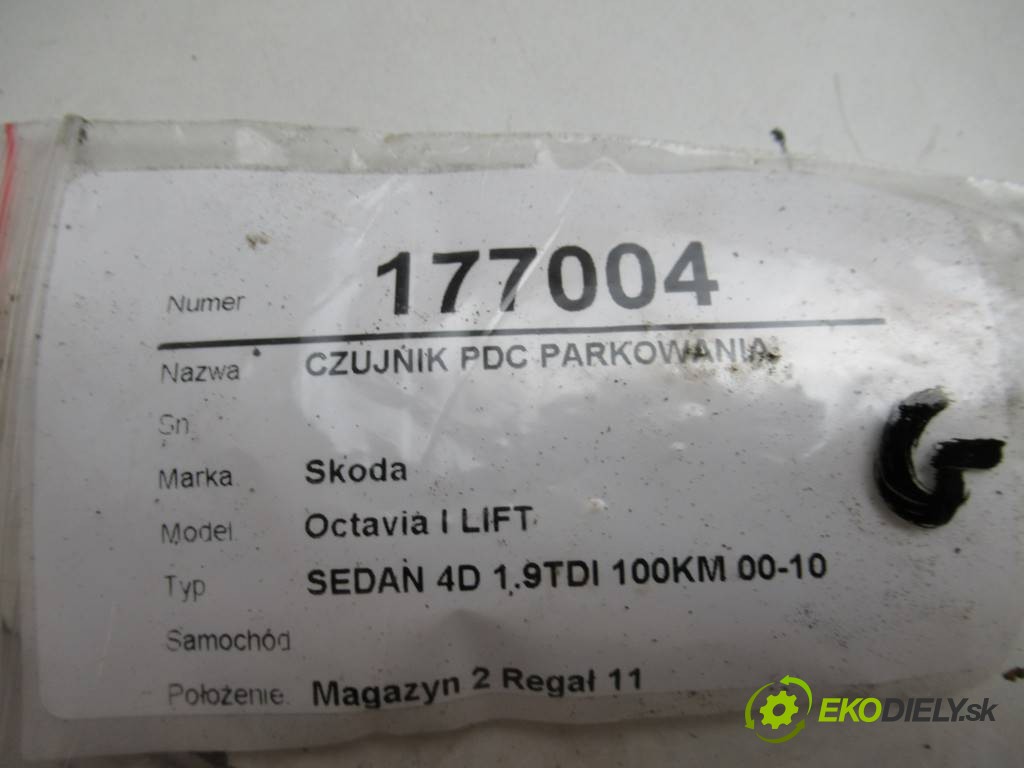 Numer 177004
Nazwa CZUJNIK PDC PARKOWANIA
Sn
Marka Skoda
Model Octavia I LIFT
Typ SEDAN 4D 1.9TDI 100KM 00-10
Samochód
Położenie Magazyn 2 Regał 11
G
EKODIELY.sk